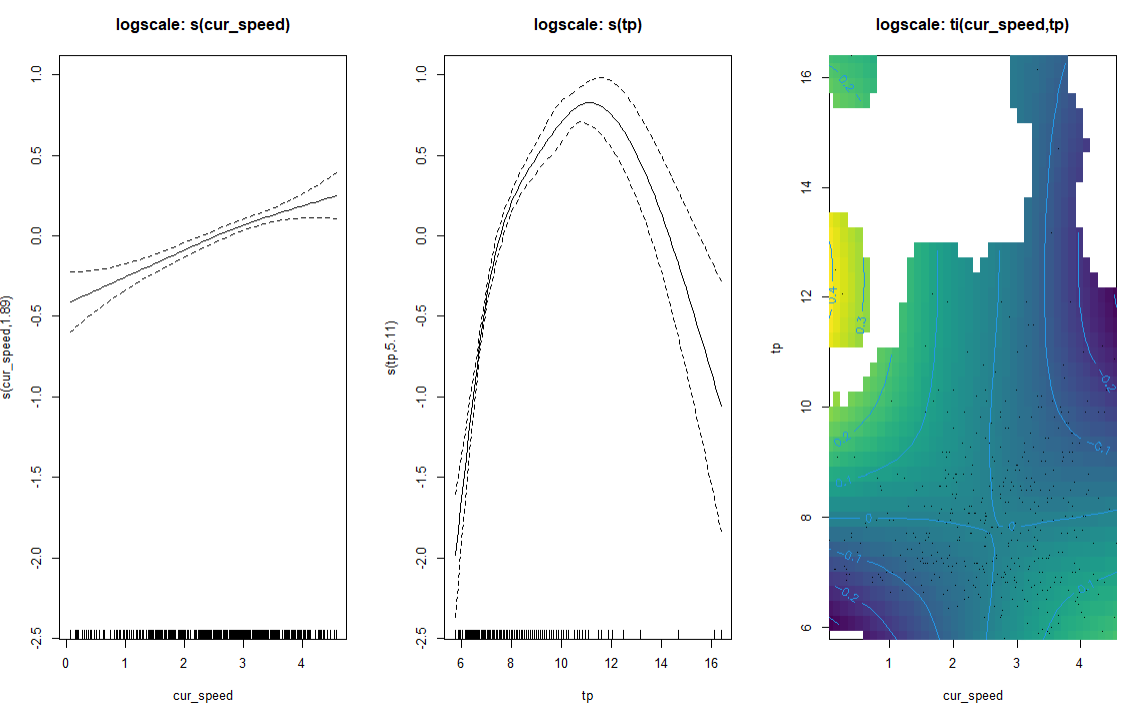 logscale: s(cur_speed)
s(cur_speed,1.89)
1.0
0.5
0.0
-0.5
-1.0
-1.5
-2.0
-2.5
0 1 2 3 4
cur_speed
logscale: s(tp)
s(tp,5.11)
1.0
0.5
0.0
-0.5
-1.0
-1.5
-2.0
-2.5
6 8 10 12 14 16
tp
logscale: ti(cur_speed,tp)
tp
16
14
12
10
8
6
0.4
0.3
0.2
0
-0.1
-0.2
-0.2
-0.1
1 2 3 4
cur_speed